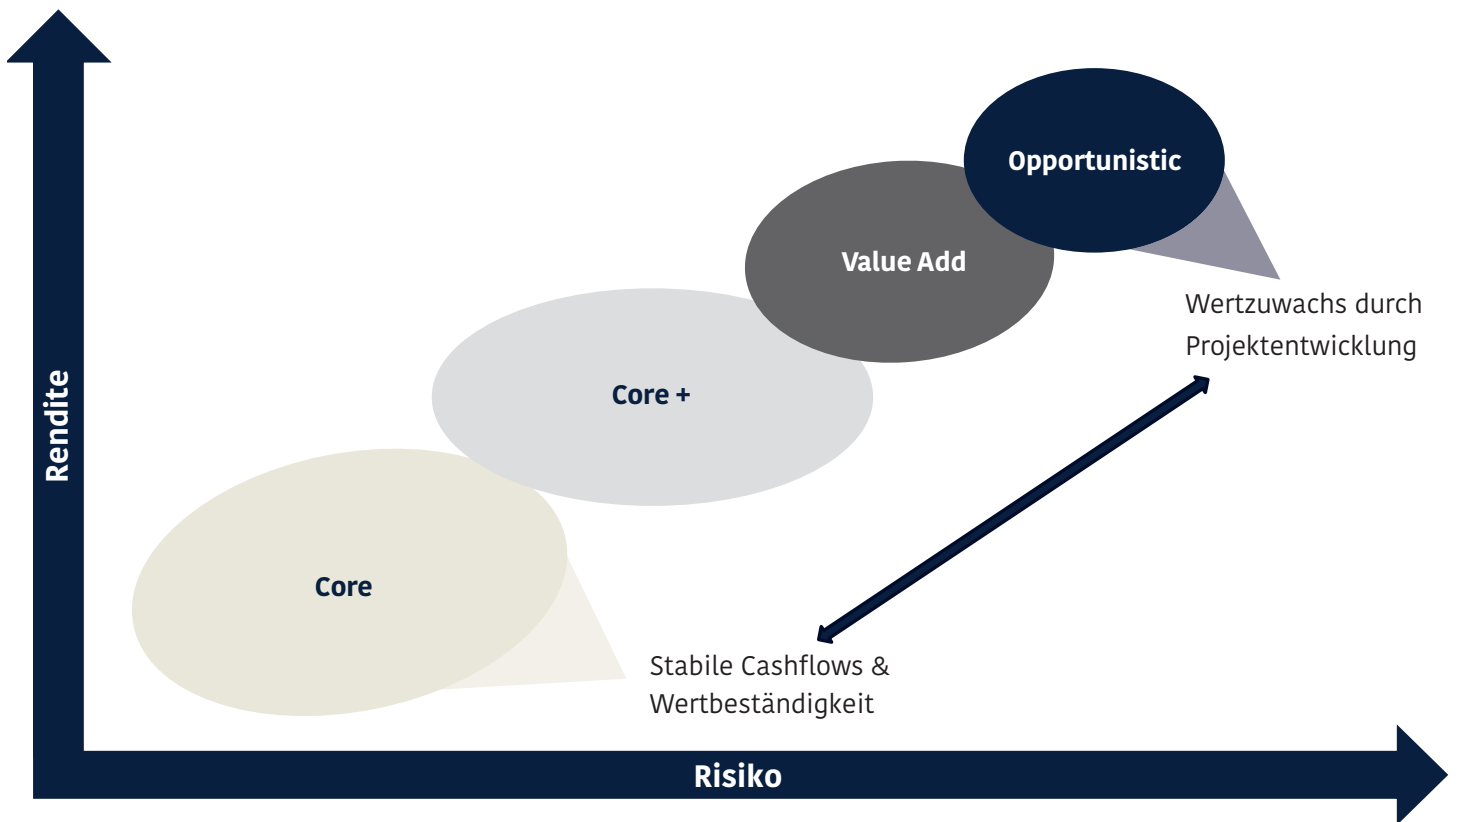 Opportunistic
Value Add
Wertzuwachs durch
Projektentwicklung
Core +
Rendite
Core
Stabile Cashflows &
Wertbeständigkeit
Risiko